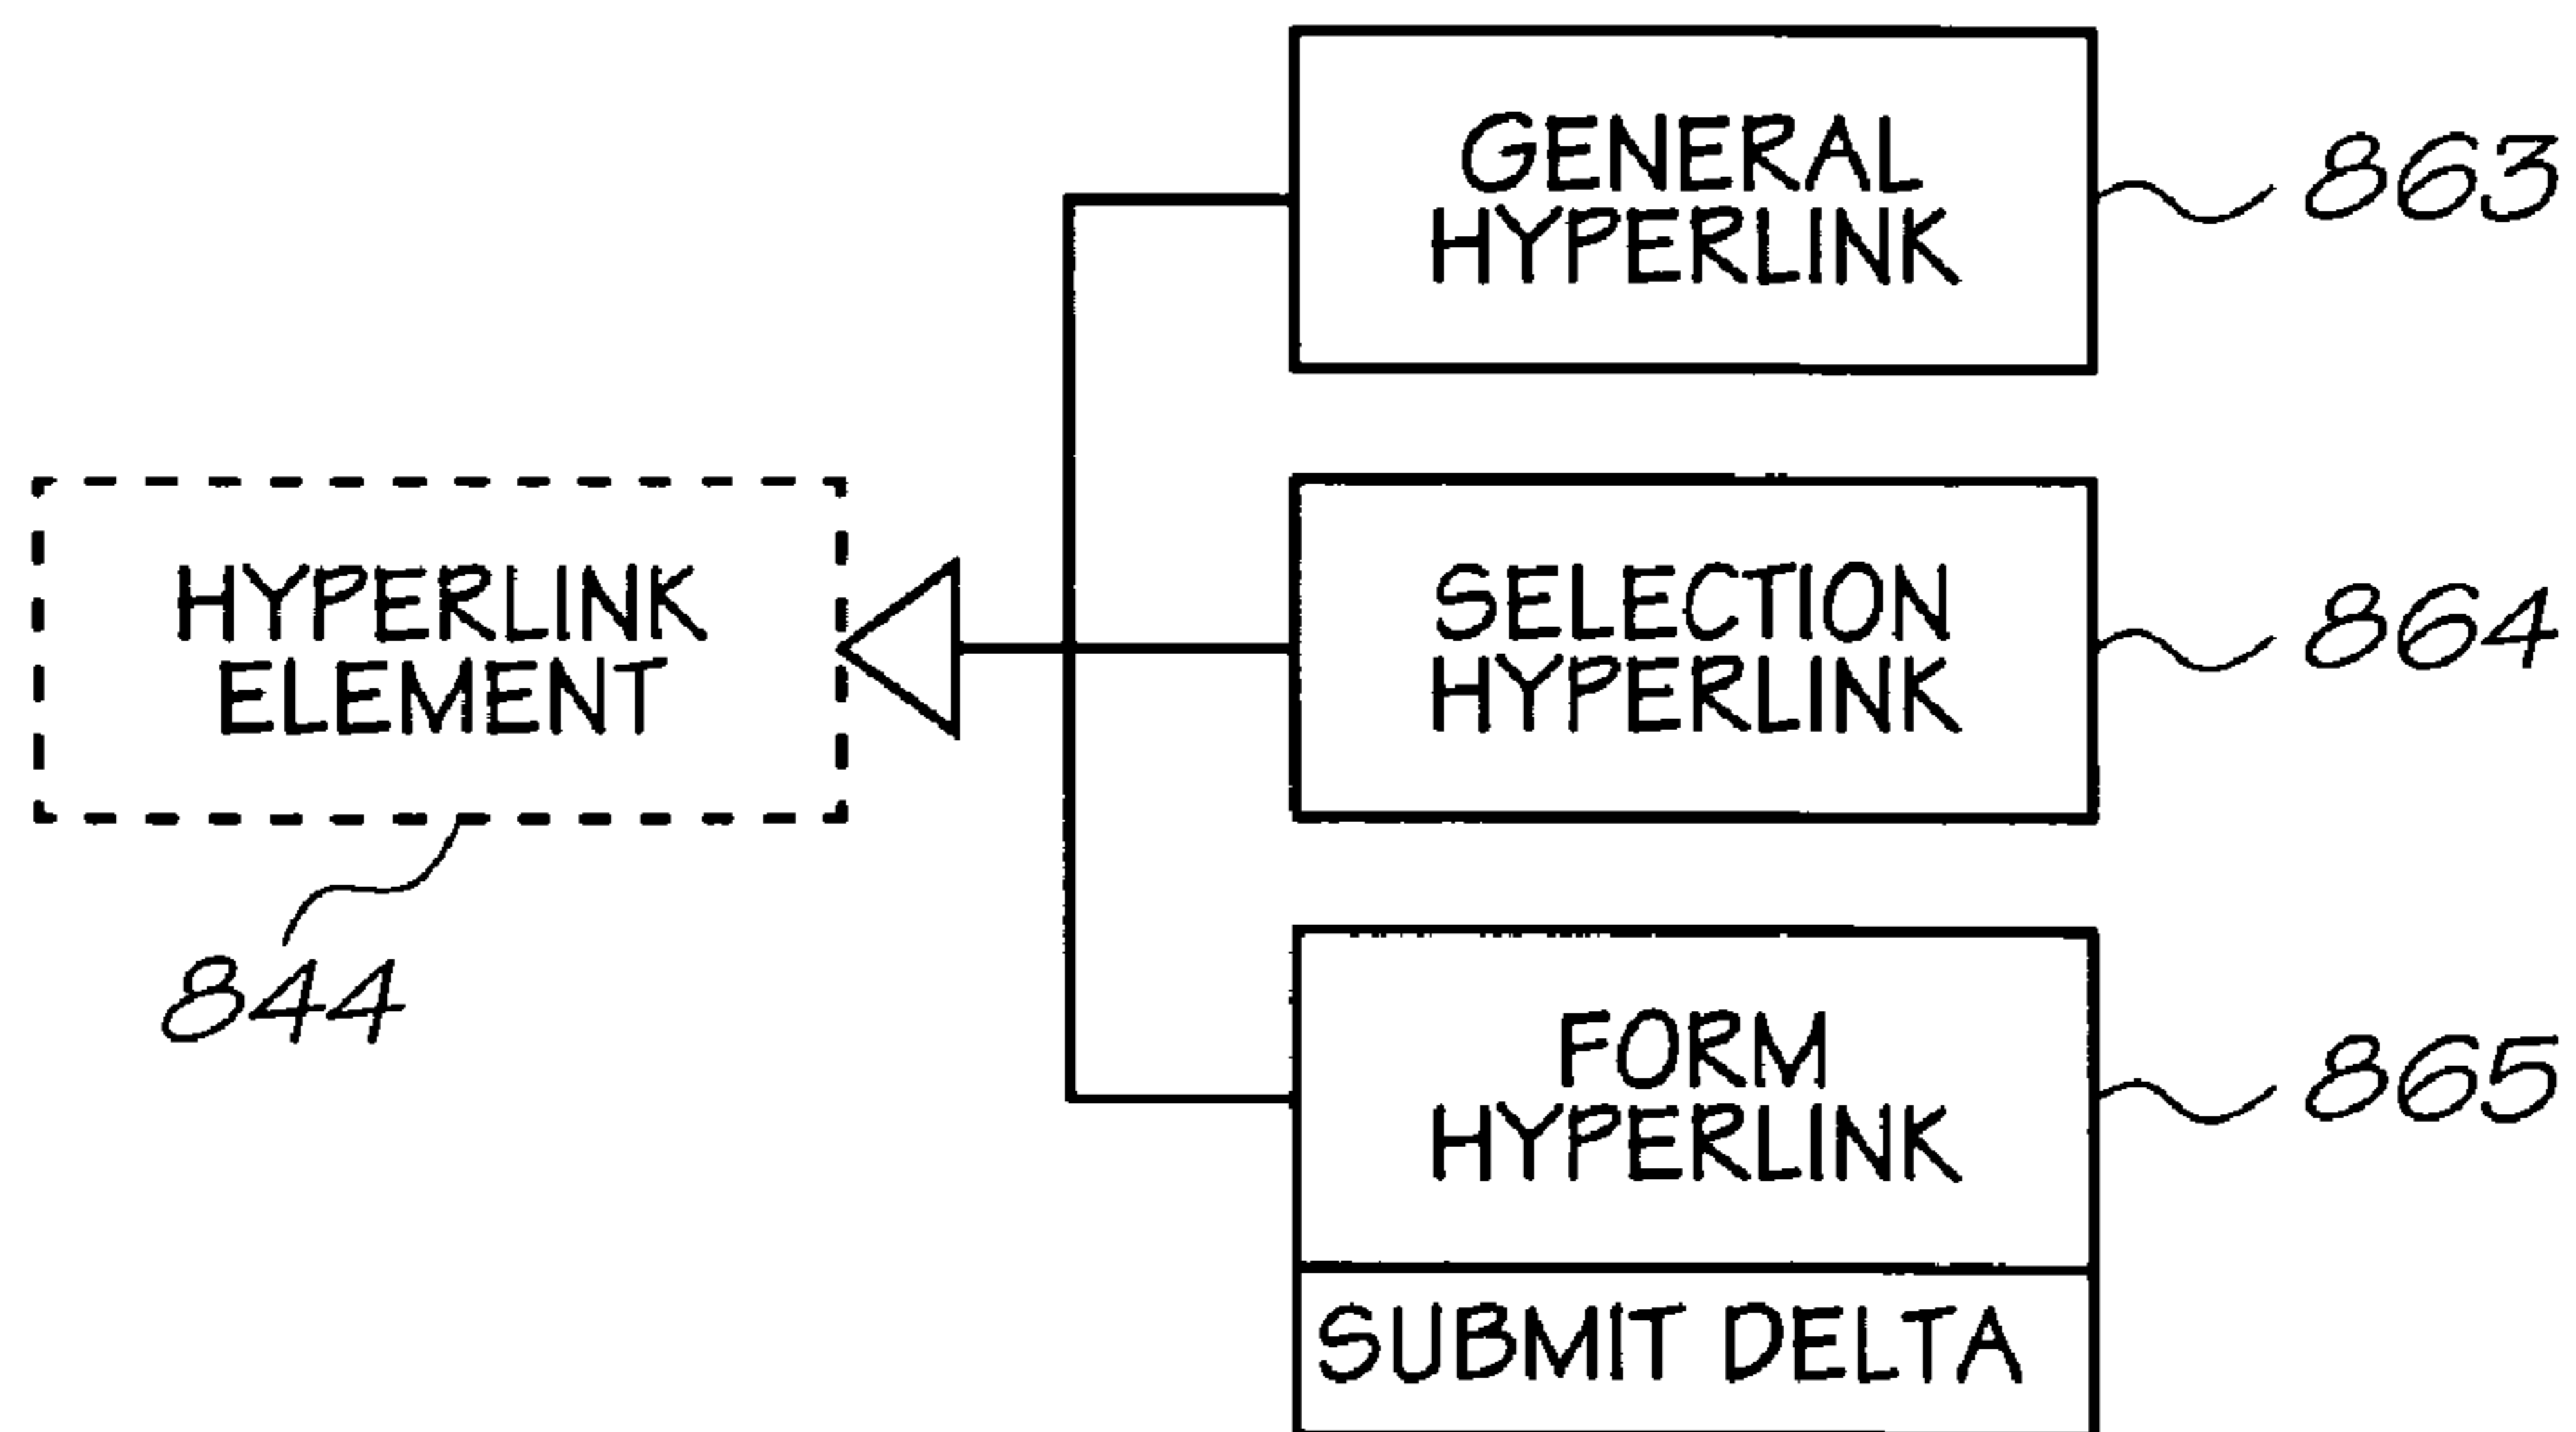 GENERAL
HYPERLINK
863
HYPERLINK
ELEMENT
844
SELECTION
HYPERLINK
864
FORM
HYPERLINK
865
SUBMIT DELTA